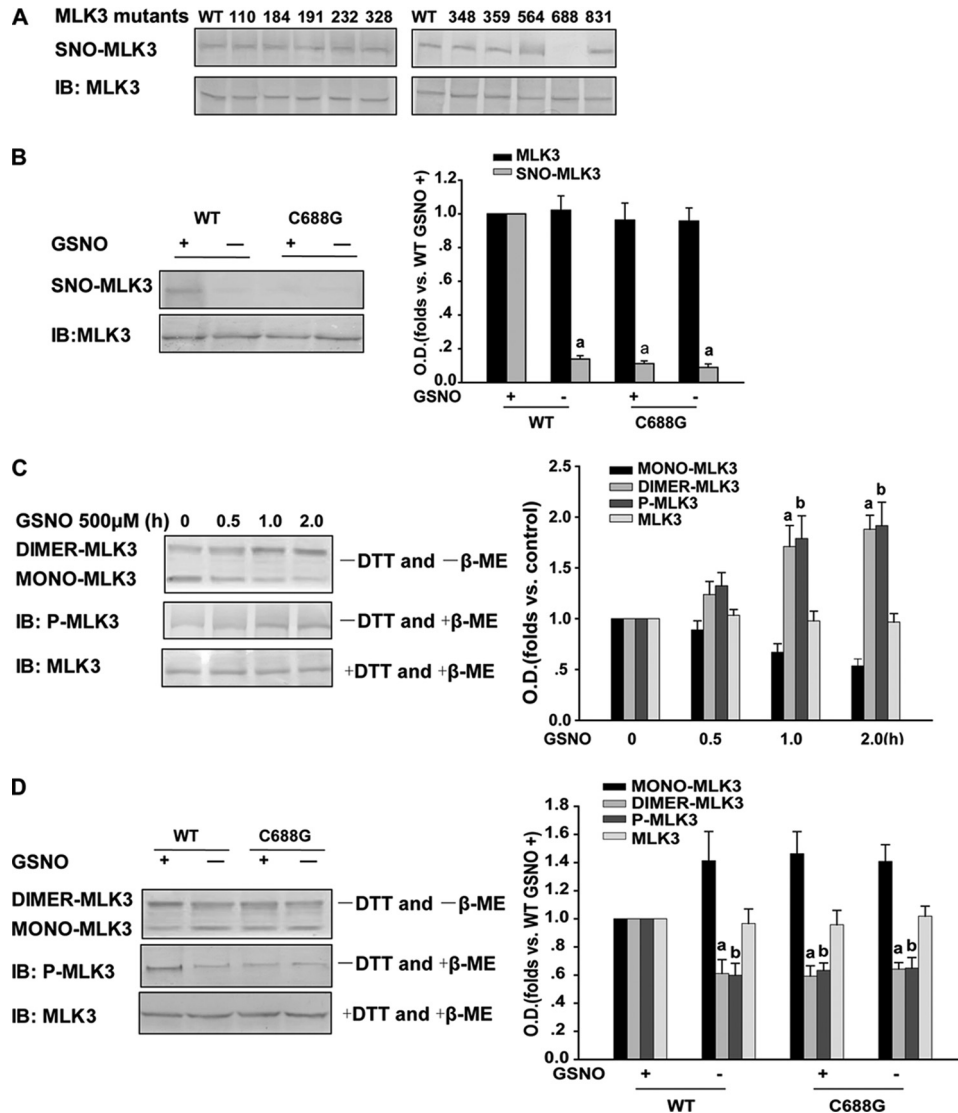 A
MLK3 mutants WT 110 184 191 232 328 WT 348 359 564 688 831
SNO-MLK3
IB: MLK3
B
WT C688G
GSNO + — + —
SNO-MLK3
IB:MLK3
MLK3
SNO-MLK3
O.D.(folds vs. WT GSNO +)
1.2
1.0
.8
.6
.4
.2
0.0
a a a
GSNO + - + -
WT C688G
C
GSNO 500µM (h) 0 0.5 1.0 2.0
DIMER-MLK3
MONO-MLK3
—DTT and —β-ME
IB: P-MLK3 —DTT and +β-ME
IB: MLK3 +DTT and +β-ME
MONO-MLK3
DIMER-MLK3
P-MLK3
MLK3
O.D.(folds vs. control)
2.5
2.0
1.5
1.0
.5
0.0
a b a b
GSNO 0 0.5 1.0 2.0(h)
D
WT C688G
GSNO + — + —
DIMER-MLK3
MONO-MLK3
—DTT and —β-ME
IB: P-MLK3 —DTT and +β-ME
IB: MLK3 +DTT and +β-ME
MONO-MLK3
DIMER-MLK3
P-MLK3
MLK3
O.D.(folds vs. WT GSNO +)
1.8
1.6
1.4
1.2
1.0
.8
.6
.4
.2
0
a b a b a b
GSNO + - + -
WT C688G